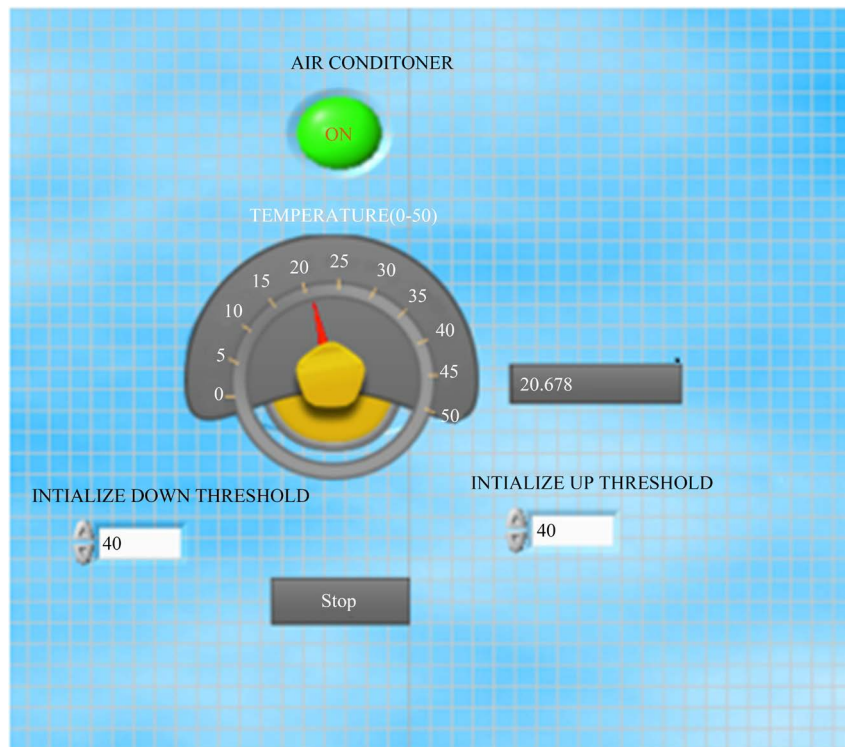 AIR CONDITONER
ON
TEMPERATURE(0-50)
0
5
10
15
20
25
30
35
40
45
50
20.678
INTIALIZE DOWN THRESHOLD
40
INTIALIZE UP THRESHOLD
40
Stop